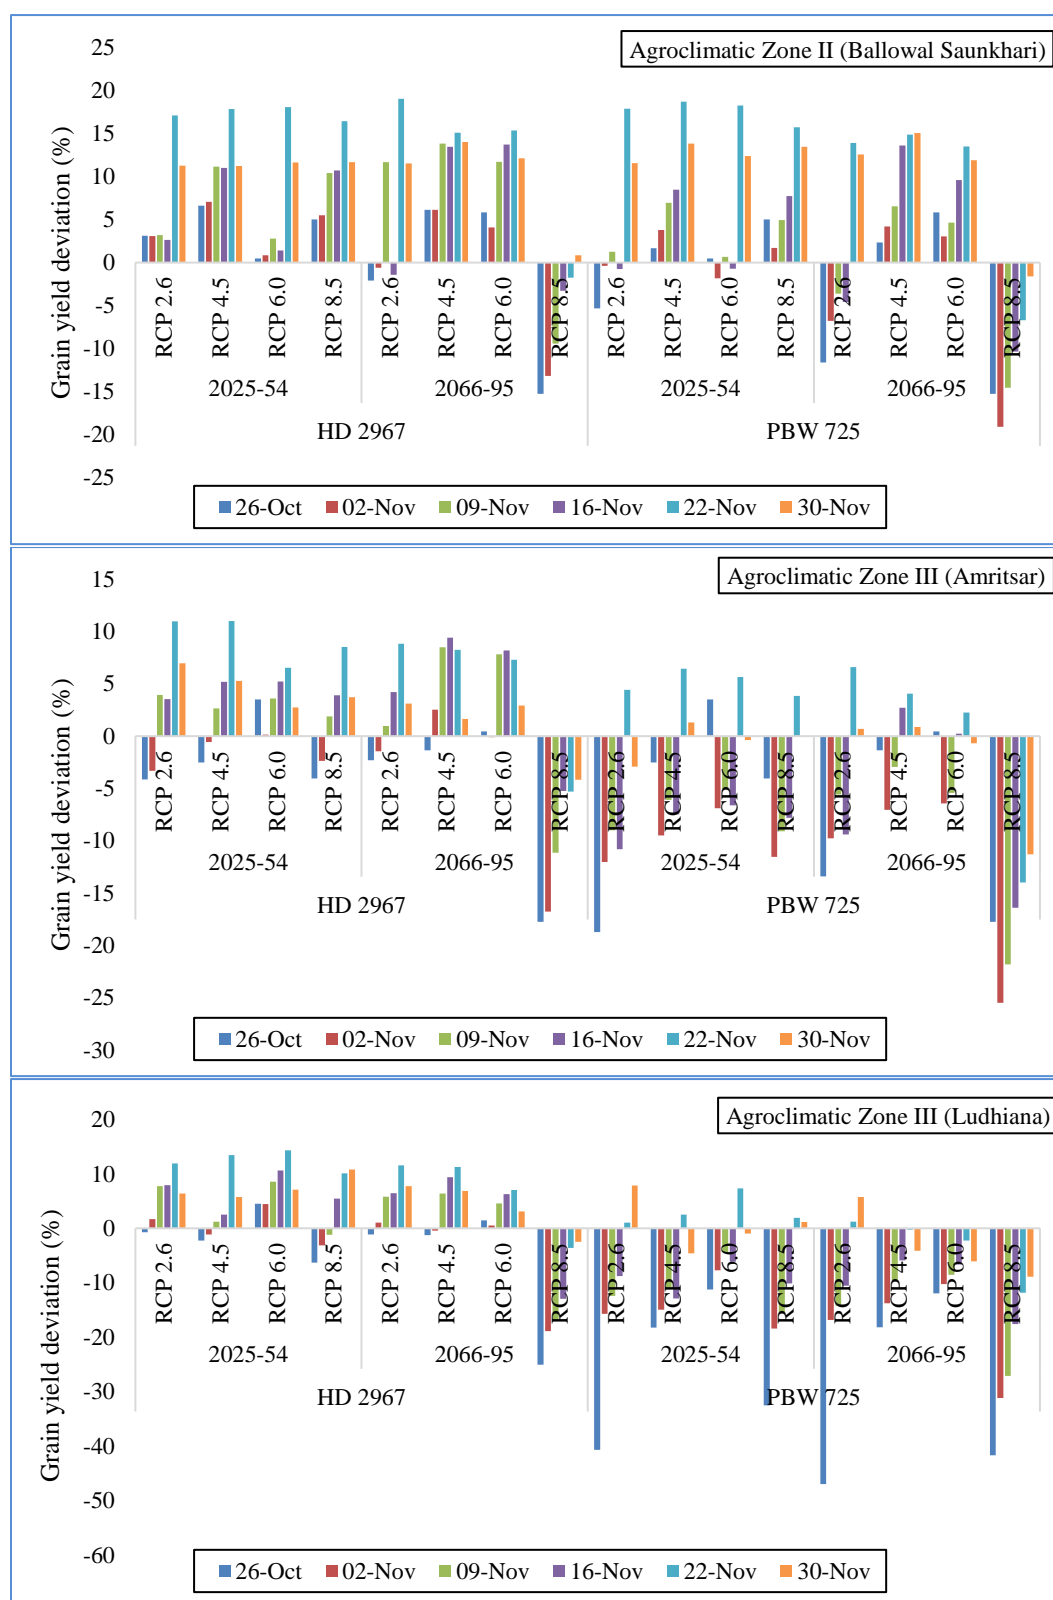 Agroclimatic Zone II (Ballowal Saunkhari)
Grain yield deviation (%)
25
20
15
10
5
0
-5
-10
-15
-20
-25
RCP 2.6
RCP 4.5
RCP 6.0
RCP 8.5
RCP 2.6
RCP 4.5
RCP 6.0
RCP 8.5
RCP 2.6
RCP 4.5
RCP 6.0
RCP 8.5
RCP 2.6
RCP 4.5
RCP 6.0
RCP 8.5
2025-54 2066-95 2025-54 2066-95
HD 2967 PBW 725
26-Oct 02-Nov 09-Nov 16-Nov 22-Nov 30-Nov
Agroclimatic Zone III (Amritsar)
Grain yield deviation (%)
15
10
5
0
-5
-10
-15
-20
-25
-30
RCP 2.6
RCP 4.5
RCP 6.0
RCP 8.5
RCP 2.6
RCP 4.5
RCP 6.0
RCP 8.5
RCP 2.6
RCP 4.5
RCP 6.0
RCP 8.5
RCP 2.6
RCP 4.5
RCP 6.0
RCP 8.5
2025-54 2066-95 2025-54 2066-95
HD 2967 PBW 725
26-Oct 02-Nov 09-Nov 16-Nov 22-Nov 30-Nov
Agroclimatic Zone III (Ludhiana)
Grain yield deviation (%)
20
10
0
-10
-20
-30
-40
-50
-60
RCP 2.6
RCP 4.5
RCP 6.0
RCP 8.5
RCP 2.6
RCP 4.5
RCP 6.0
RCP 8.5
RCP 2.6
RCP 4.5
RCP 6.0
RCP 8.5
RCP 2.6
RCP 4.5
RCP 6.0
RCP 8.5
2025-54 2066-95 2025-54 2066-95
HD 2967 PBW 725
26-Oct 02-Nov 09-Nov 16-Nov 22-Nov 30-Nov